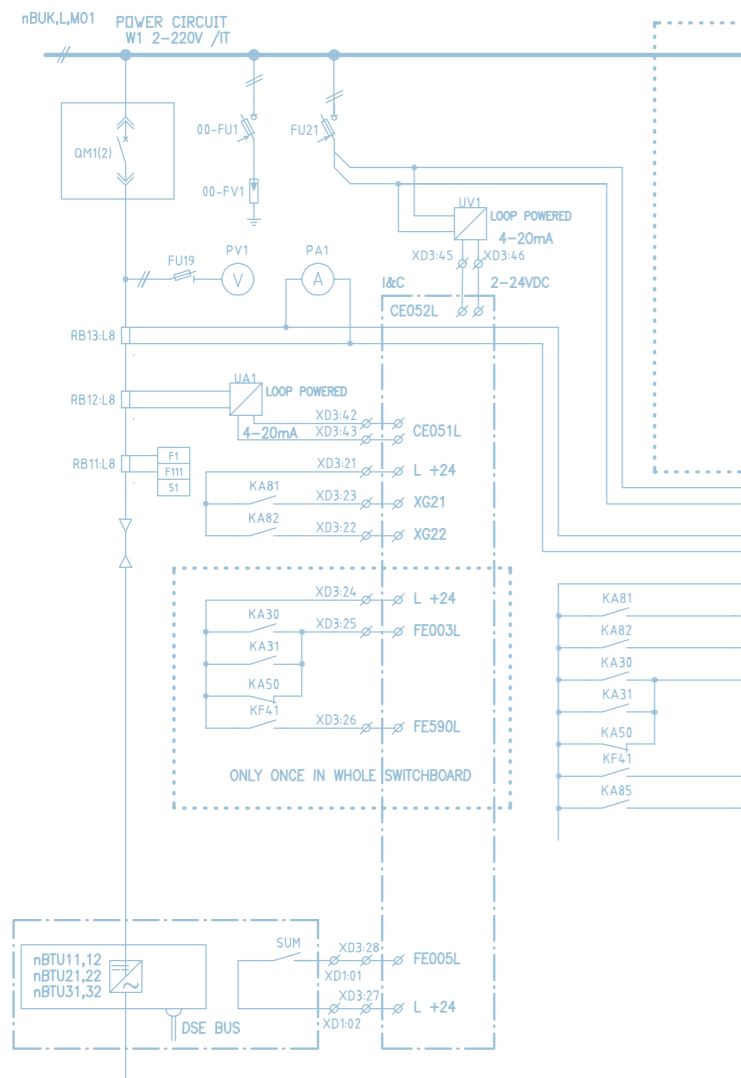 nBUK,L,M01
POWER CIRCUIT
W1 2-220V /IT
QM1(2)
00-FU1
FU21
00-FV1
UV1
LOOP POWERED
4-20mA
XD3:45
XD3:46
FU19
PV1
V
PA1
A
I&C
2-24VDC
CE052L
RB13:L8
RB12:L8
UA1
LOOP POWERED
4-20mA
XD3:42
XD3:43
CE051L
RB11:L8
F1
F111
51
XD3:21
L +24
KA81
XD3:23
XG21
KA82
XD3:22
XG22
XD3:24
L +24
KA30
XD3:25
FE003L
KA31
KA50
KF41
XD3:26
FE590L
ONLY ONCE IN WHOLE SWITCHBOARD
KA81
KA82
KA30
KA31
KA50
KF41
KA85
nBTU11,12
nBTU21,22
nBTU31,32
DSE BUS
SUM
XD3:28
FE005L
XD1:01
XD3:27
L +24
XD1:02